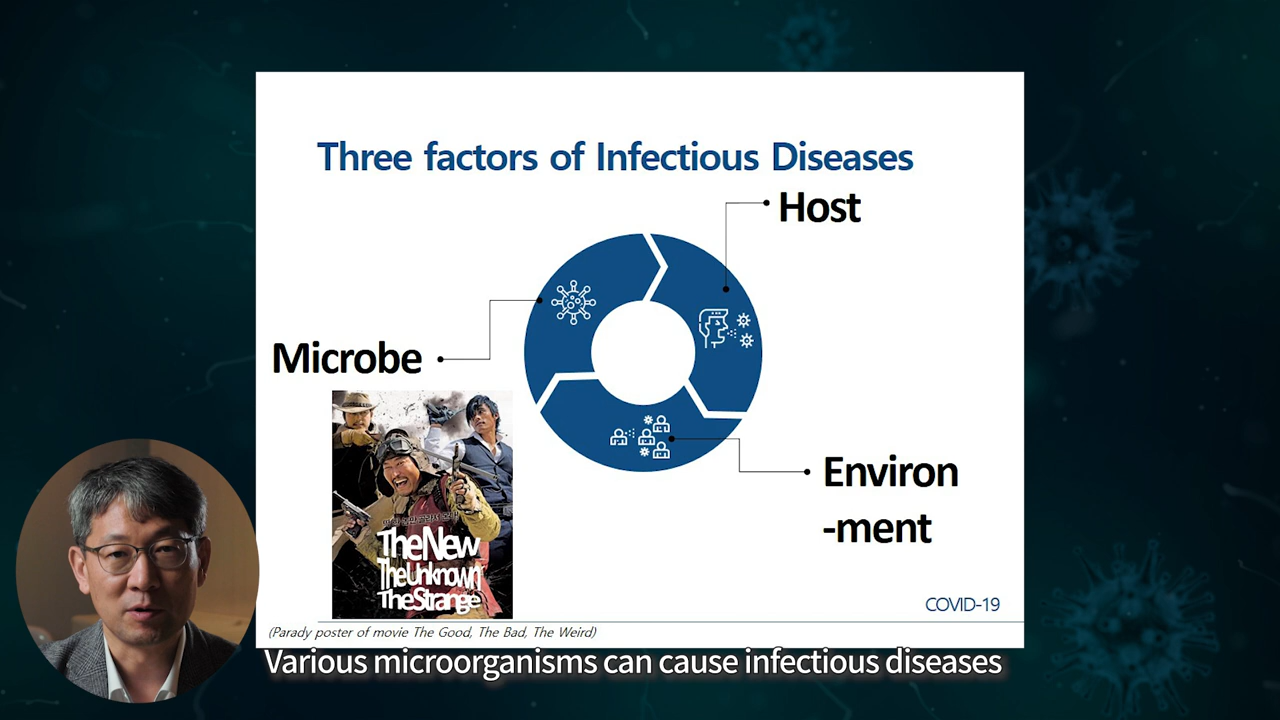 Three factors of Infectious Diseases
Host
Microbe
Environ
-ment
The New
The Unknown
The Strange
COVID-19
(Parady poster of movie The Good, The Bad, The Weird)
Various microorganisms can cause infectious diseases